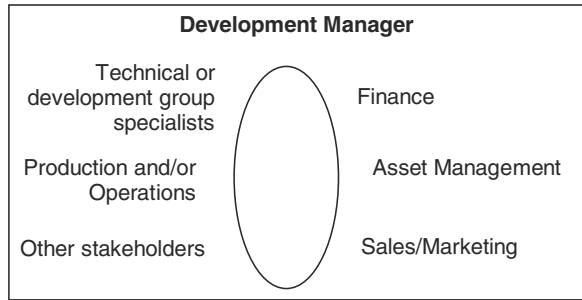 Development Manager
Technical or
development group
specialists
Finance
Production and/or
Operations
Asset Management
Other stakeholders
Sales/Marketing